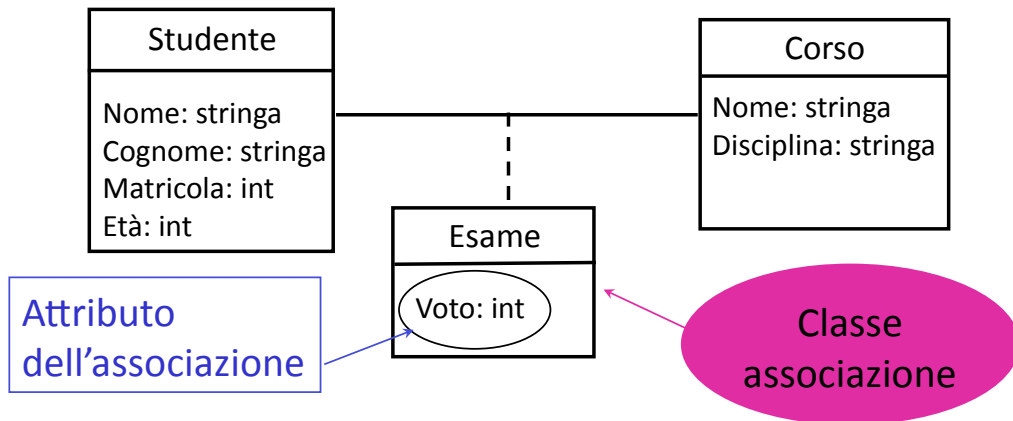 Studente
Nome: stringa
Cognome: stringa
Matricola: int
Età: int
Corso
Nome: stringa
Disciplina: stringa
Esame
Voto: int
Attributo
dell’associazione
Classe
associazione